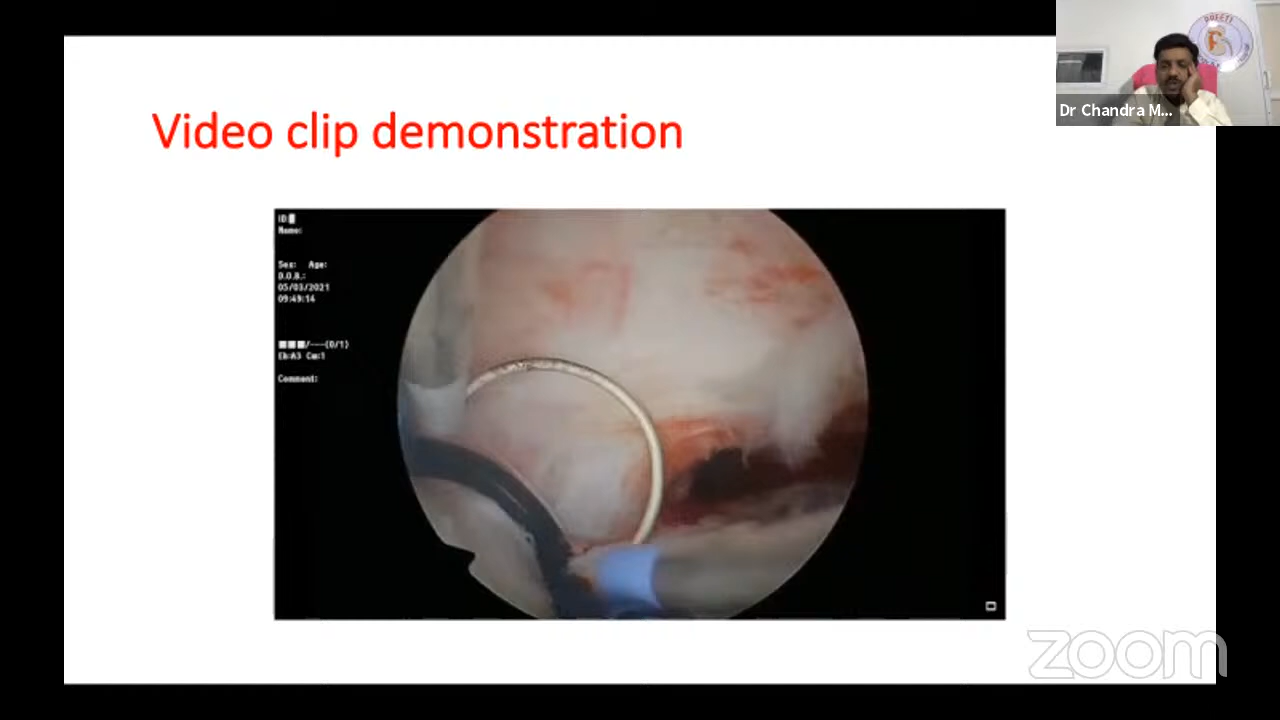 Video clip demonstration
Dr Chandra M...
ID:
Name:
Sex: Age:
D.O.B.:
05/03/2021
09:49:14
Comment:
zoom